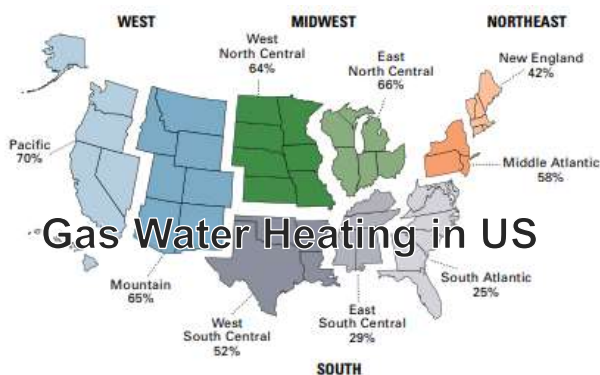 WEST
MIDWEST
NORTHEAST
West
North Central
64%
East
North Central
66%
New England
42%
Pacific
70%
Middle Atlantic
58%
Gas Water Heating in US
Mountain
65%
West
South Central
52%
East
South Central
29%
South Atlantic
25%
SOUTH